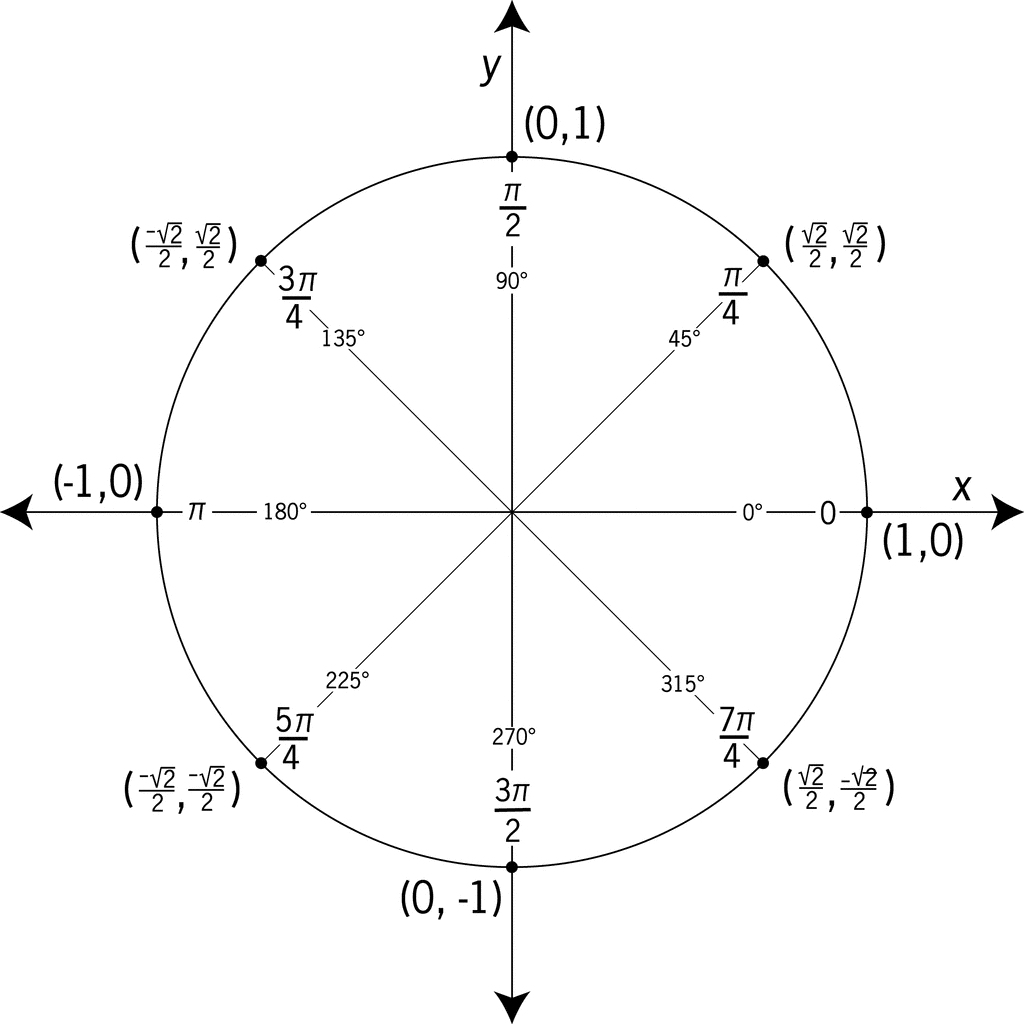 y
(0,1)
π/2
90°
(-√2/2, √2/2)
3π/4
135°
(√2/2, √2/2)
π/4
45°
(-1,0)
π
180°
0°
0
x
(1,0)
225°
5π/4
(-√2/2, -√2/2)
315°
7π/4
(√2/2, -√2/2)
270°
3π/2
(0, -1)